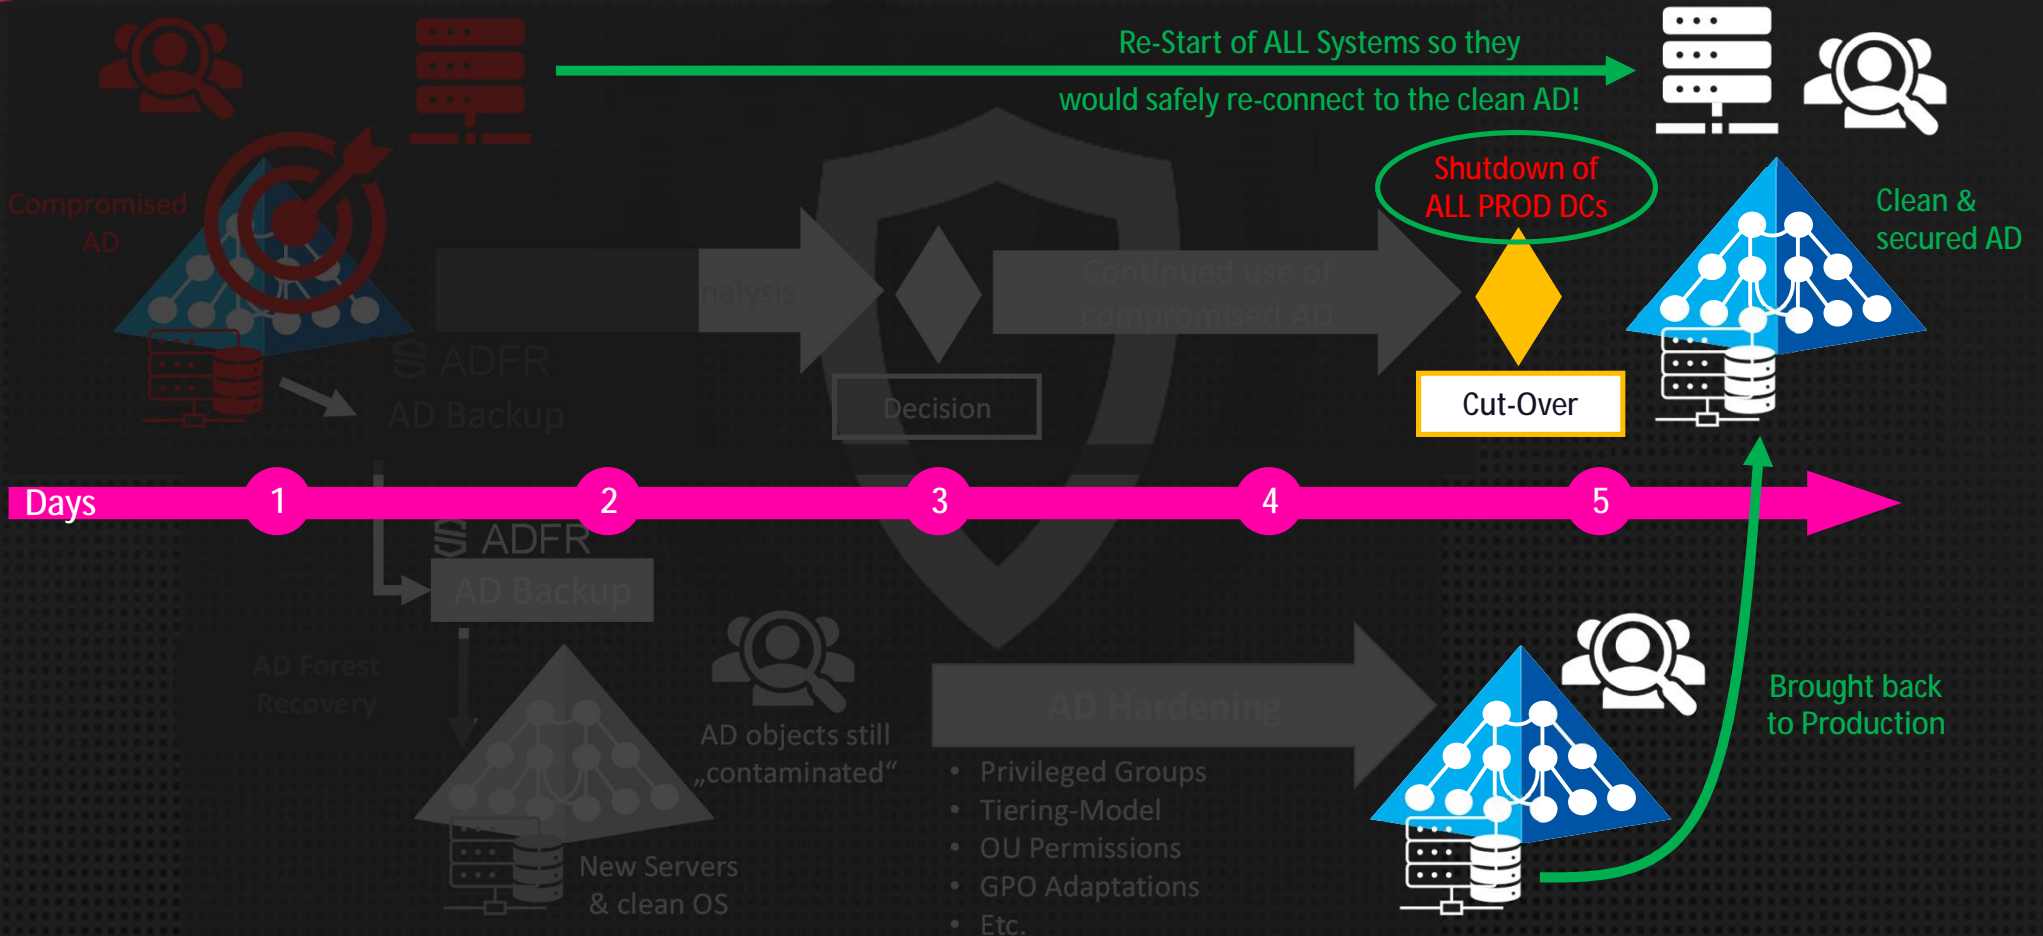 Re-Start of ALL Systems so they
would safely re-connect to the clean AD!
Compromised
AD
Shutdown of
ALL PROD DCs
Clean &
secured AD
nalysis
Continued use of
compromised AD
ADFR
AD Backup
Decision
Cut-Over
Days
1
2
3
4
5
ADFR
AD Backup
AD Forest
Recovery
AD objects still
„contaminated“
New Servers
& clean OS
AD Hardening
• Privileged Groups
• Tiering-Model
• OU Permissions
• GPO Adaptations
• Etc.
Brought back
to Production